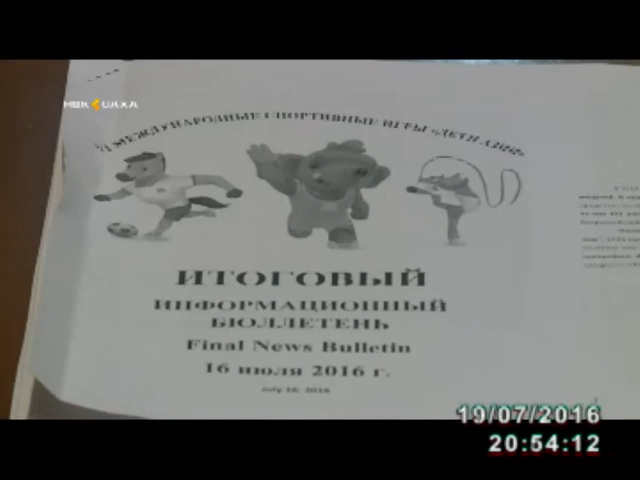 НВК САХА
VI МЕЖДУНАРОДНЫЕ СПОРТИВНЫЕ ИГРЫ «ДЕТИ АЗИИ»
ИТОГОВЫЙ
ИНФОРМАЦИОННЫЙ
БЮЛЛЕТЕНЬ
Final News Bulletin
16 июля 2016 г.
July 16, 2016
19/07/2016
20:54:12